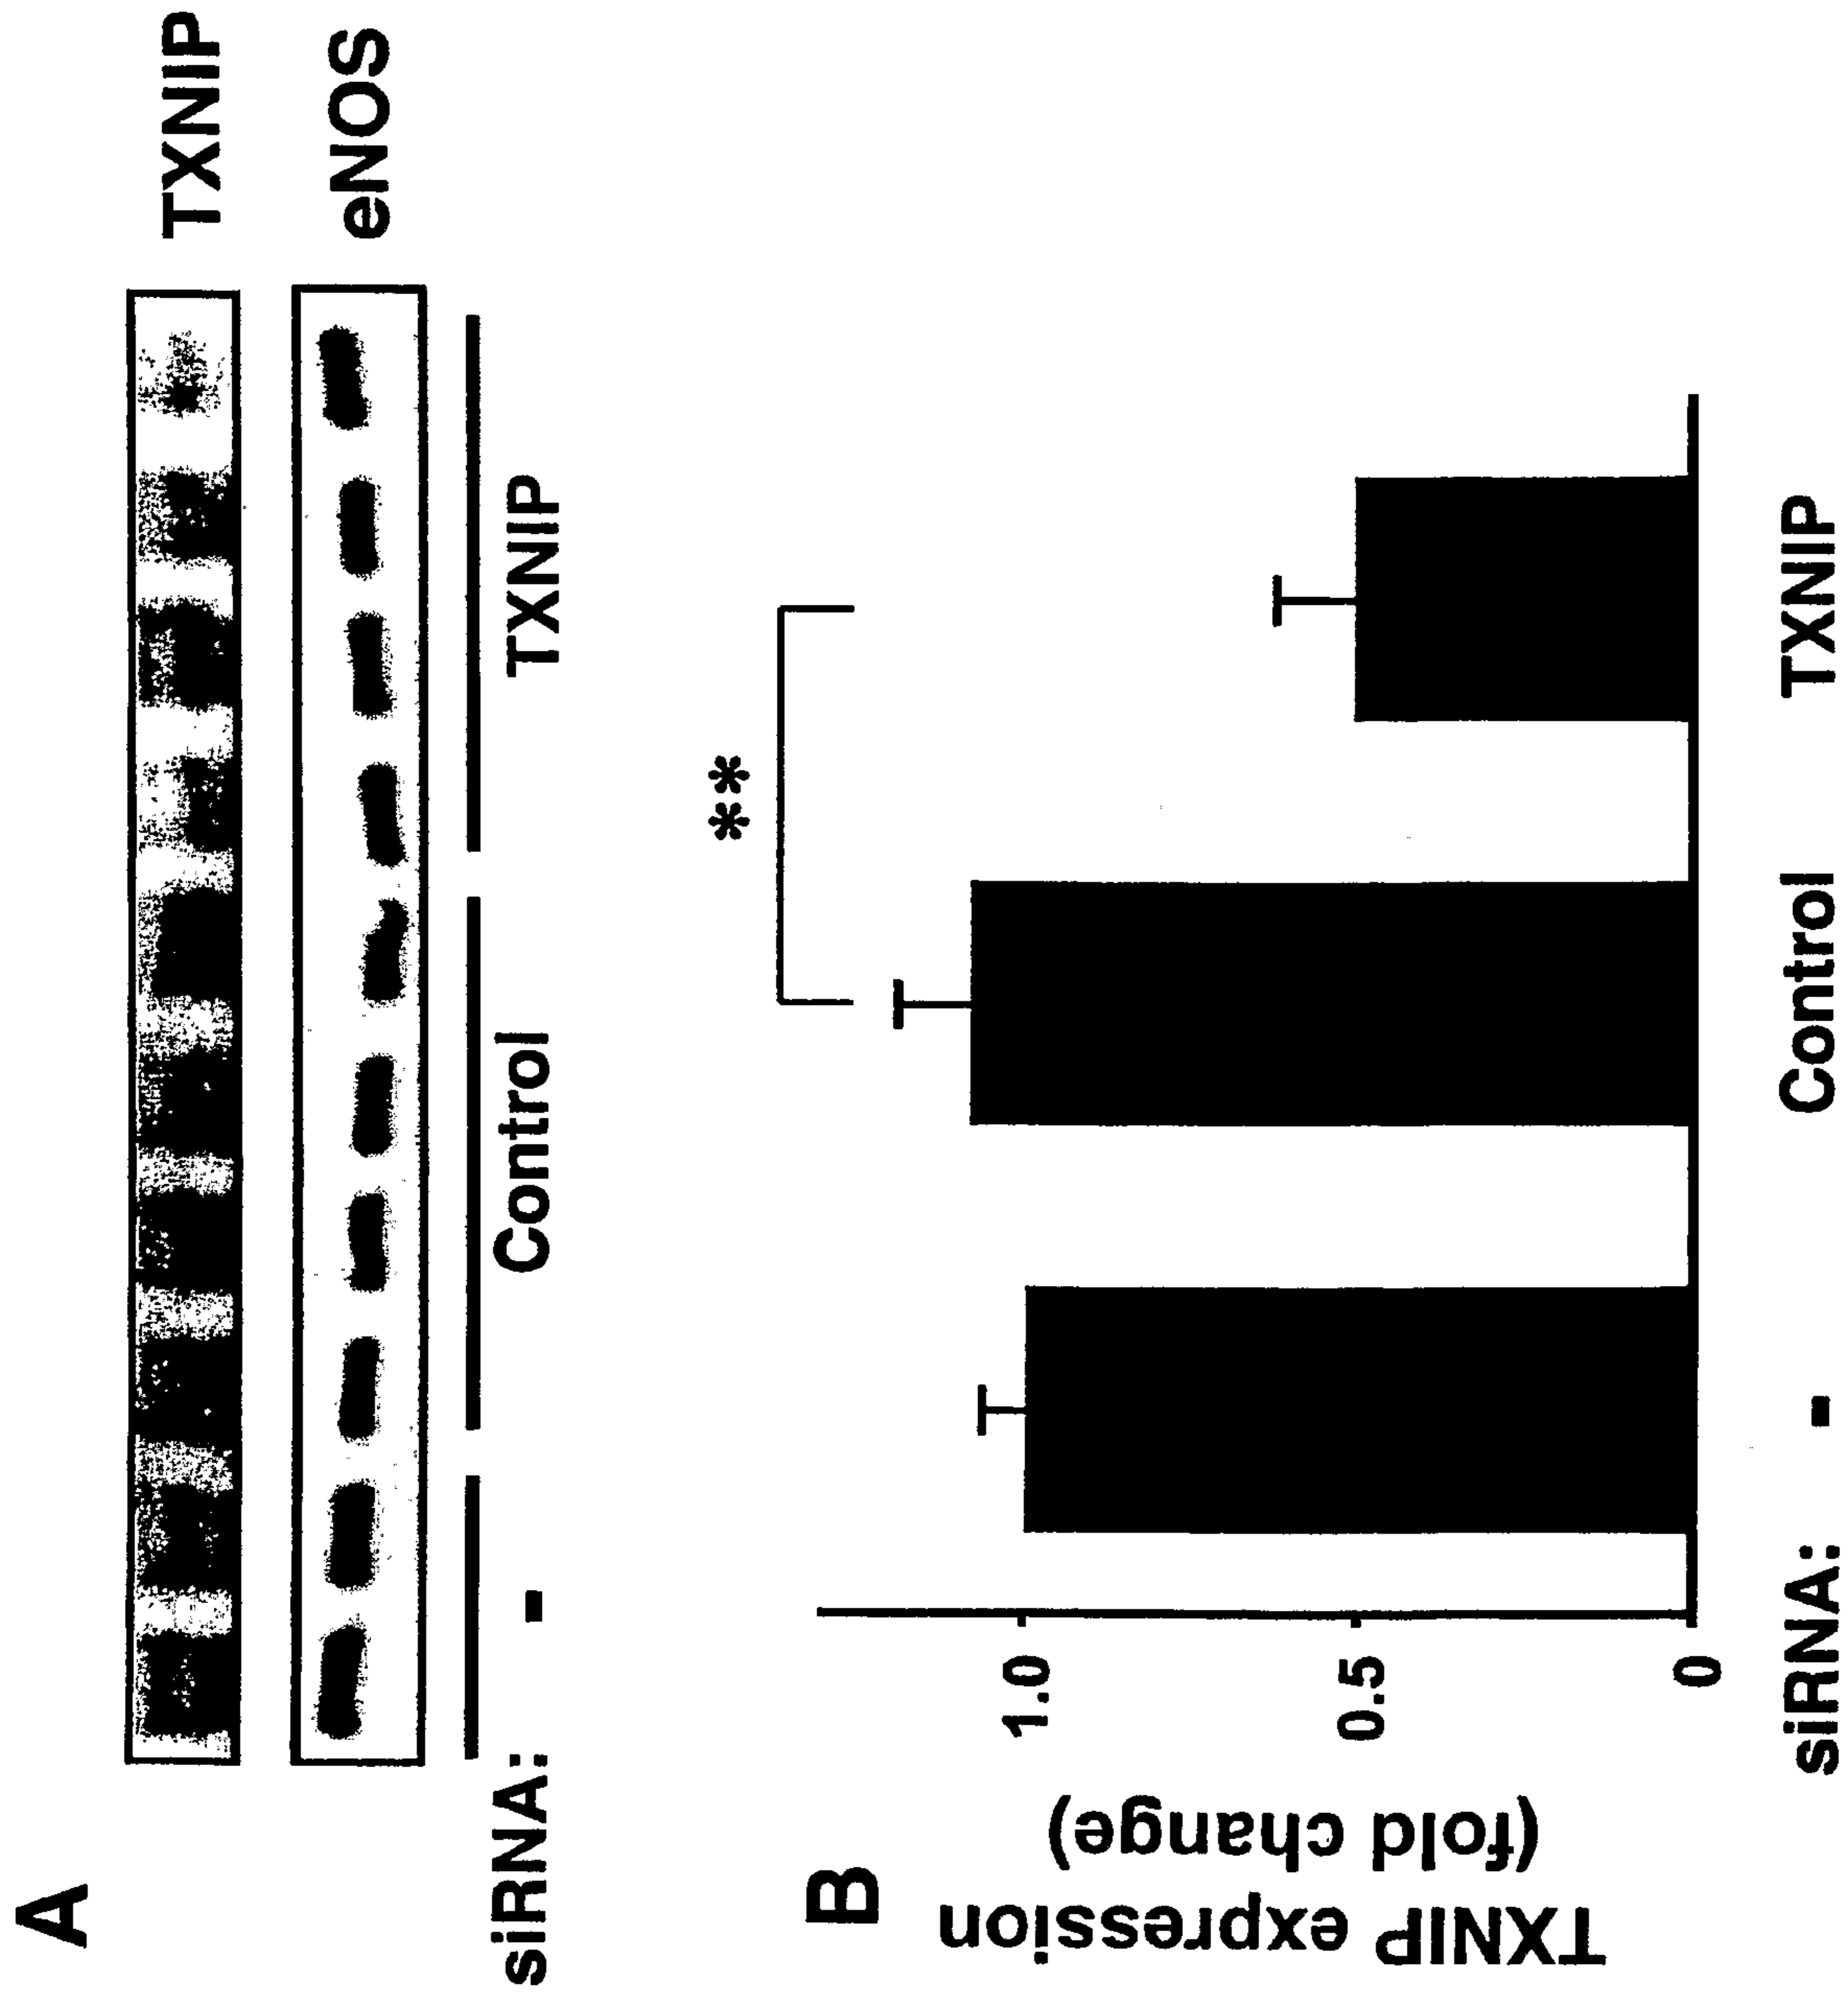 A
TXNIP
eNOS
siRNA: - Control TXNIP
B
**
TXNIP expression
(fold change)
1.0
0.5
0
siRNA: - Control TXNIP